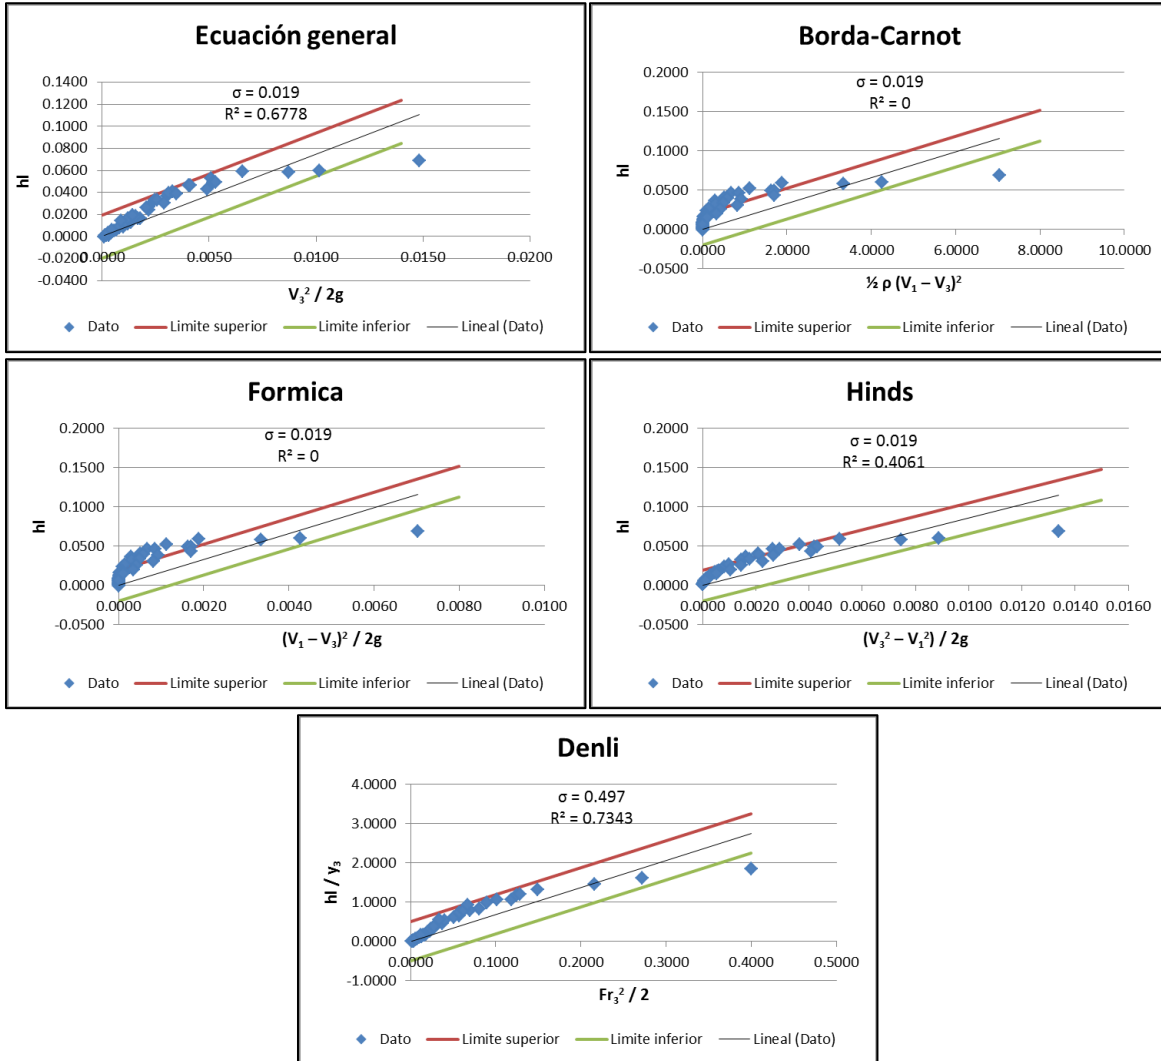 Ecuación general
σ = 0.019
R² = 0.6778
0.1400
0.1200
0.1000
0.0800
0.0600
0.0400
0.0200
0.0000
-0.0200
-0.0400
hl
0.0000 0.0050 0.0100 0.0150 0.0200
V₃² / 2g
Dato Limite superior Limite inferior Lineal (Dato)
Borda-Carnot
σ = 0.019
R² = 0
0.2000
0.1500
0.1000
0.0500
0.0000
-0.0500
hl
0.0000 2.0000 4.0000 6.0000 8.0000 10.0000
½ ρ (V₁ – V₃)²
Dato Limite superior Limite inferior Lineal (Dato)
Formica
σ = 0.019
R² = 0
0.2000
0.1500
0.1000
0.0500
0.0000
-0.0500
hl
0.0000 0.0020 0.0040 0.0060 0.0080 0.0100
(V₁ – V₃)² / 2g
Dato Limite superior Limite inferior Lineal (Dato)
Hinds
σ = 0.019
R² = 0.4061
0.2000
0.1500
0.1000
0.0500
0.0000
-0.0500
hl
0.0000 0.0020 0.0040 0.0060 0.0080 0.0100 0.0120 0.0140 0.0160
(V₃² – V₁²) / 2g
Dato Limite superior Limite inferior Lineal (Dato)
Denli
σ = 0.497
R² = 0.7343
4.0000
3.0000
2.0000
1.0000
0.0000
-1.0000
hl / y₃
0.0000 0.1000 0.2000 0.3000 0.4000 0.5000
Fr₃² / 2
Dato Limite superior Limite inferior Lineal (Dato)